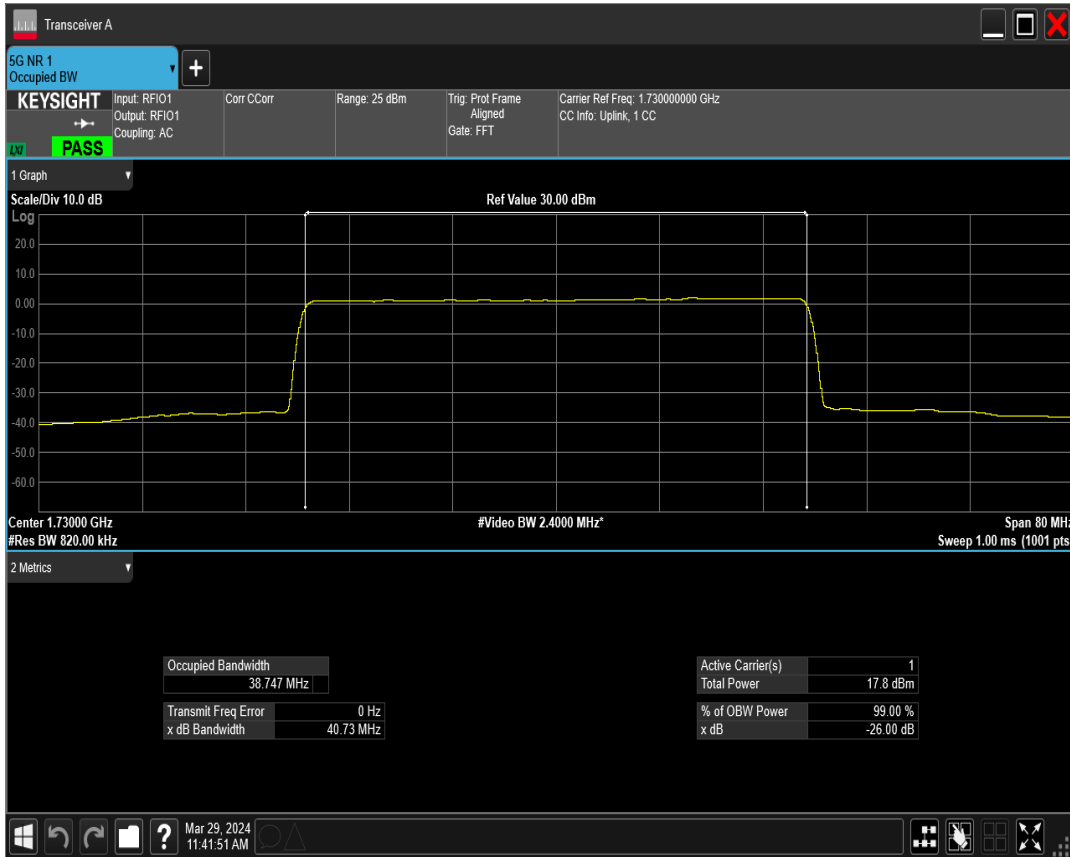 Transceiver A
5G NR 1
Occupied BW
KEYSIGHT
LXI
PASS
Input: RFIO1
Output: RFIO1
Coupling: AC
Corr CCorr
Range: 25 dBm
Trig: Prot Frame
Aligned
Gate: FFT
Carrier Ref Freq: 1.730000000 GHz
CC Info: Uplink, 1 CC
1 Graph
Scale/Div 10.0 dB
Ref Value 30.00 dBm
Log
20.0
10.0
0.00
-10.0
-20.0
-30.0
-40.0
-50.0
-60.0
Center 1.73000 GHz
#Video BW 2.4000 MHz*
Span 80 MHz
#Res BW 820.00 kHz
Sweep 1.00 ms (1001 pts
2 Metrics
Occupied Bandwidth
38.747 MHz
Transmit Freq Error 0 Hz
x dB Bandwidth 40.73 MHz
Active Carrier(s) 1
Total Power 17.8 dBm
% of OBW Power 99.00 %
x dB -26.00 dB
Mar 29, 2024
11:41:51 AM